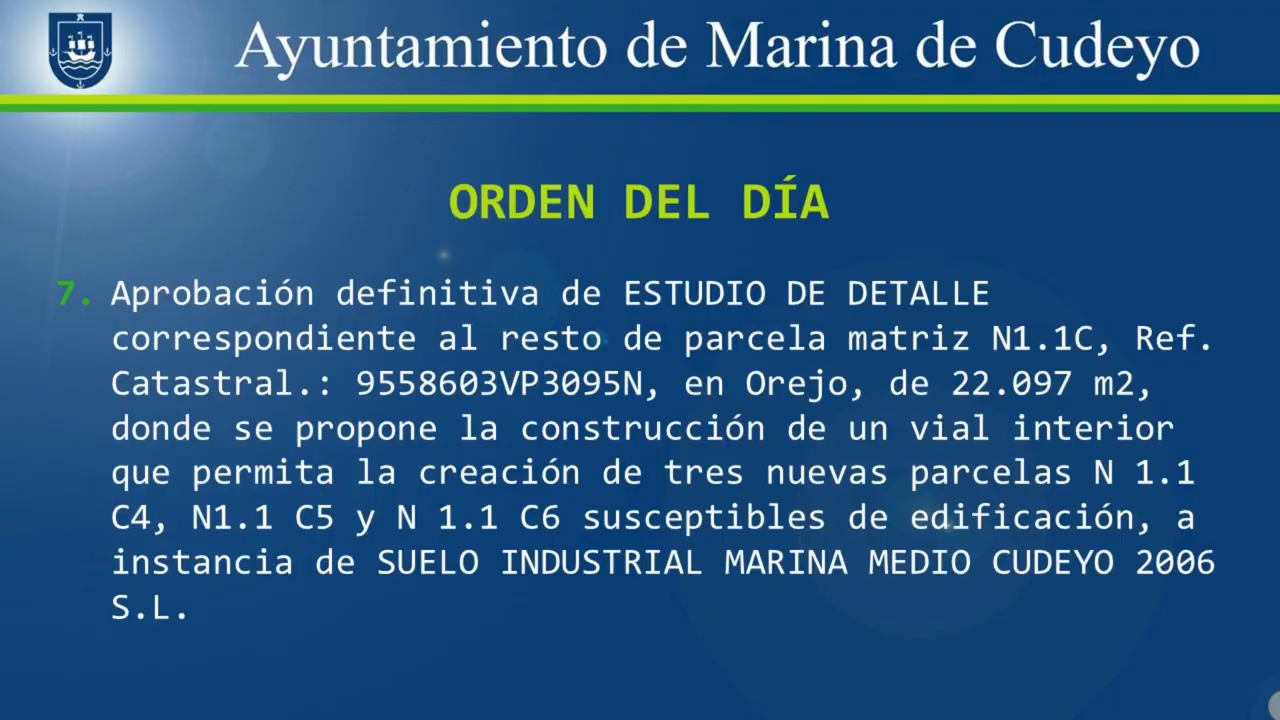 Ayuntamiento de Marina de Cudeyo
ORDEN DEL DÍA
7. Aprobación definitiva de ESTUDIO DE DETALLE
correspondiente al resto de parcela matriz N1.1C, Ref.
Catastral.: 9558603VP3095N, en Orejo, de 22.097 m2,
donde se propone la construcción de un vial interior
que permita la creación de tres nuevas parcelas N 1.1
C4, N1.1 C5 y N 1.1 C6 susceptibles de edificación, a
instancia de SUELO INDUSTRIAL MARINA MEDIO CUDEYO 2006
S.L.